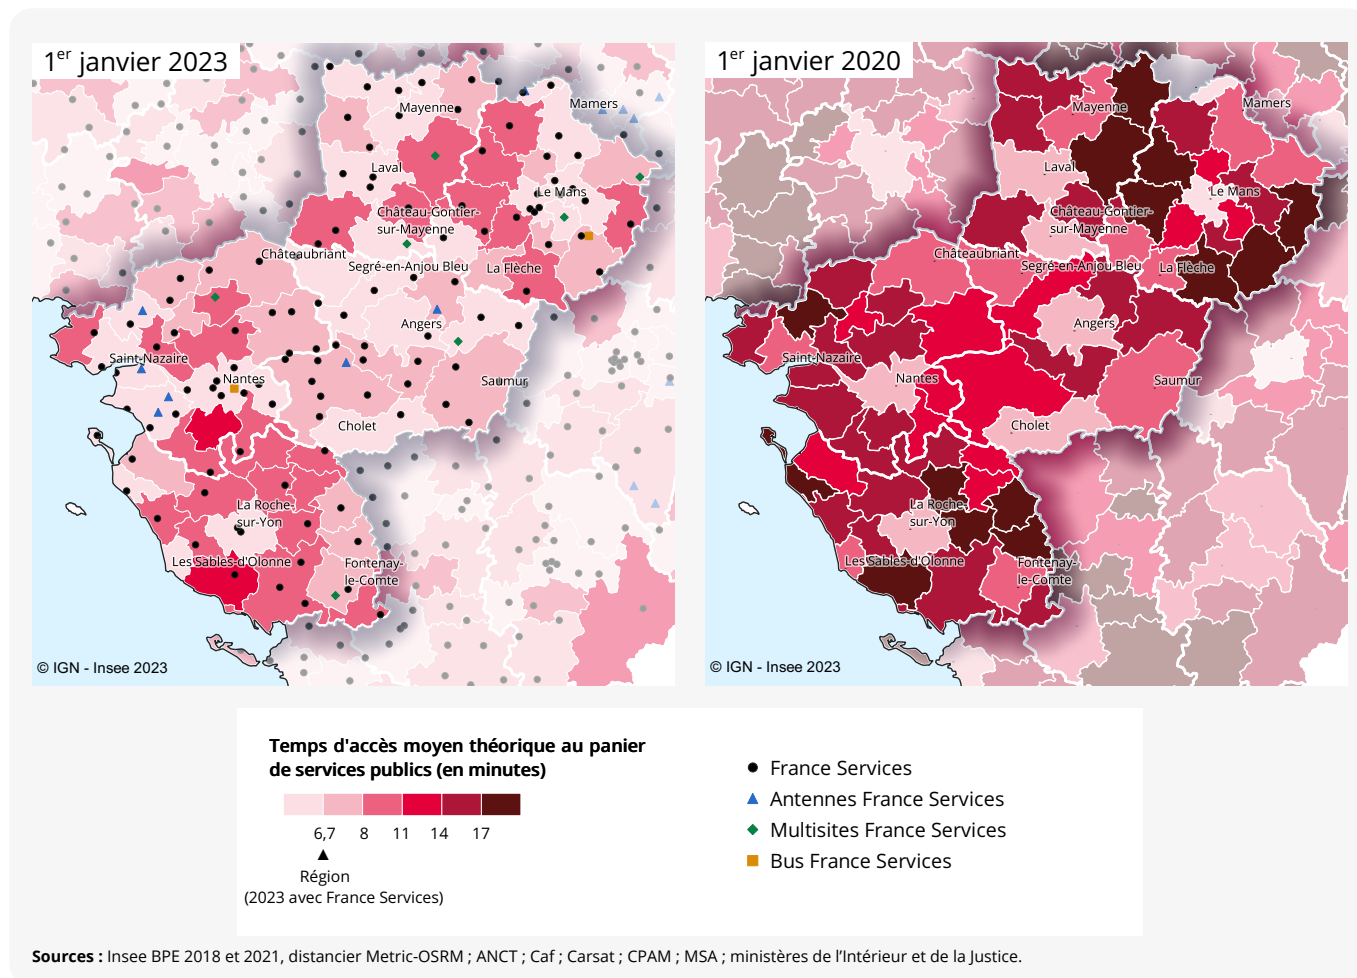 1er janvier 2023
Mayenne
Mamers
Laval
Le Mans
Château-Gontier-
sur-Mayenne
Châteaubriant
Segré-en-Anjou Bleu
La Flèche
Angers
Saint-Nazaire
Nantes
Saumur
Cholet
La Roche-
sur-Yon
Les Sables-d'Olonne
Fontenay-
le-Comte
© IGN - Insee 2023
1er janvier 2020
Mayenne
Mamers
Laval
Le Mans
Château-Gontier-
sur-Mayenne
Châteaubriant
Segré-en-Anjou Bleu
La Flèche
Angers
Saint-Nazaire
Nantes
Saumur
Cholet
La Roche-
sur-Yon
Les Sables-d'Olonne
Fontenay-
le-Comte
© IGN - Insee 2023
Temps d'accès moyen théorique au panier
de services publics (en minutes)
6,7 8 11 14 17
Région
(2023 avec France Services)
France Services
Antennes France Services
Multisites France Services
Bus France Services
Sources : Insee BPE 2018 et 2021, distancier Metric-OSRM ; ANCT ; Caf ; Carsat ; CPAM ; MSA ; ministères de l'Intérieur et de la Justice.